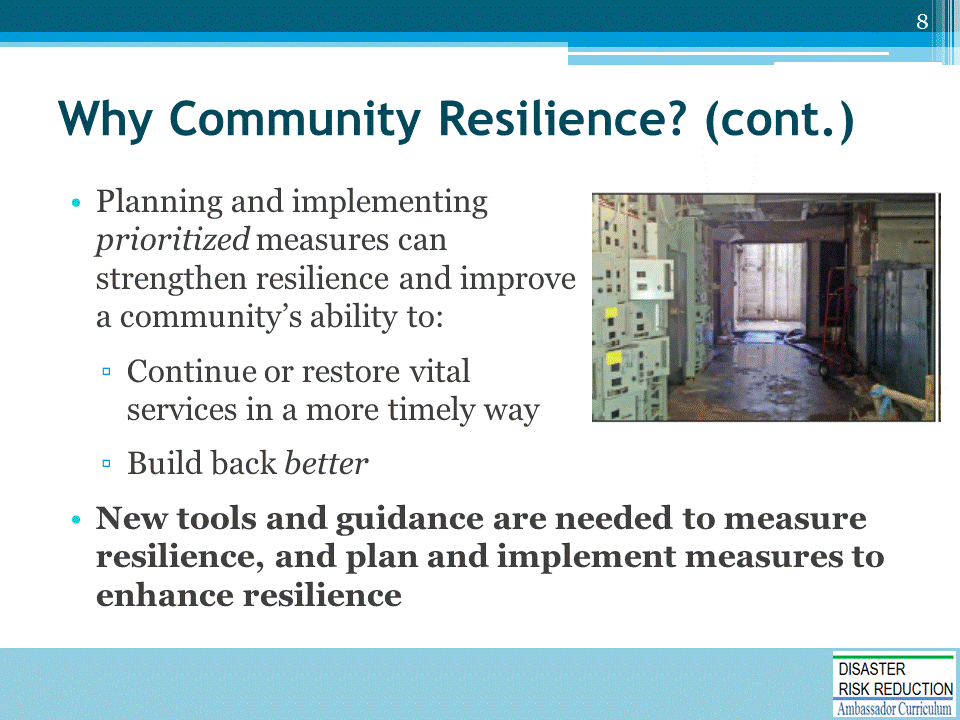 8
Why Community Resilience? (cont.)
• Planning and implementing
prioritized measures can
strengthen resilience and improve
a community’s ability to:
▫ Continue or restore vital
services in a more timely way
▫ Build back better
• New tools and guidance are needed to measure
resilience, and plan and implement measures to
enhance resilience
DISASTER
RISK REDUCTION
Ambassador Curriculum